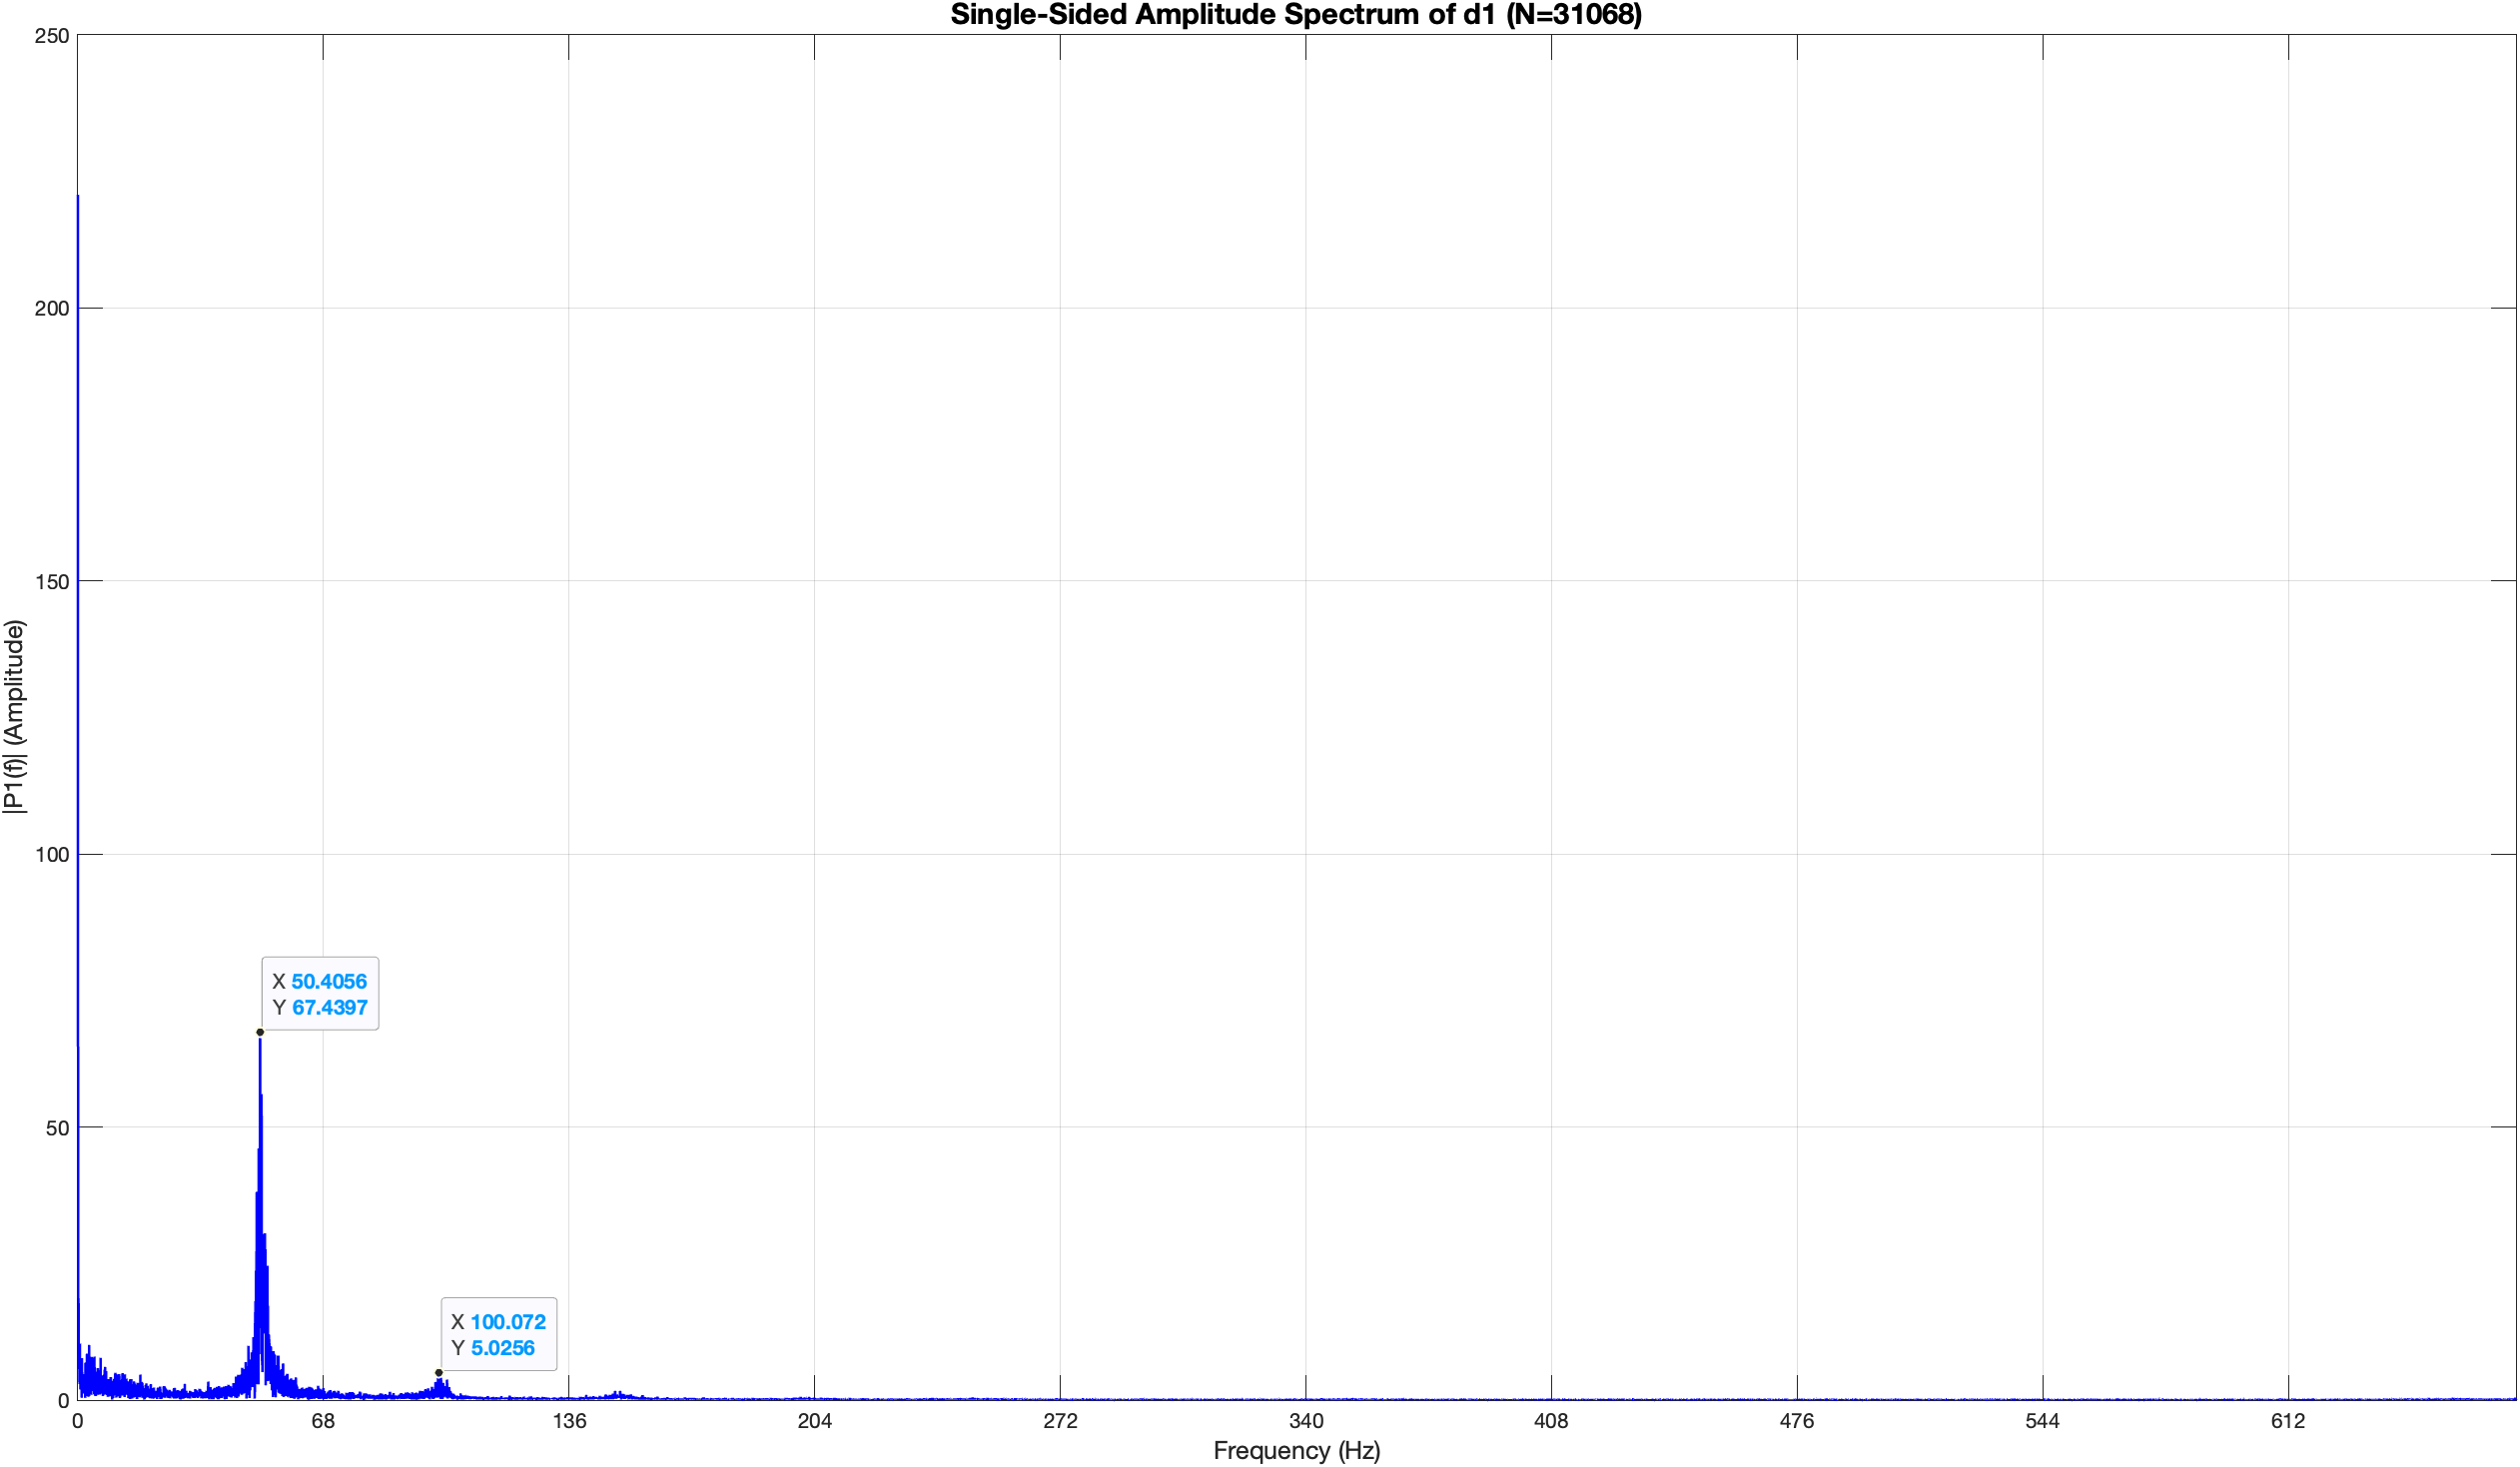 Single-Sided Amplitude Spectrum of d1 (N=31068)
250
200
150
100
50
0
|P1(f)| (Amplitude)
X 50.4056
Y 67.4397
X 100.072
Y 5.0256
0 68 136 204 272 340 408 476 544 612
Frequency (Hz)